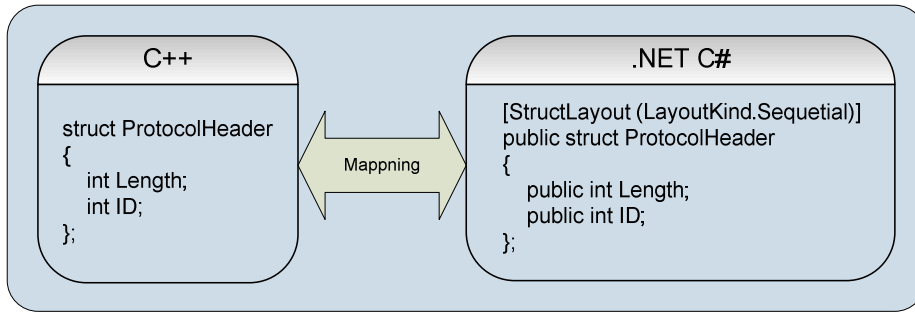 C++
struct ProtocolHeader
{
int Length;
int ID;
};
Mappning
.NET C#
[StructLayout (LayoutKind.Sequetial)]
public struct ProtocolHeader
{
public int Length;
public int ID;
};